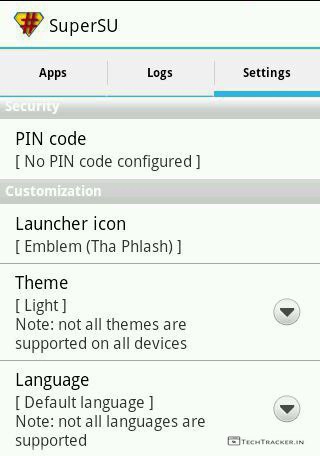 SuperSU
Apps Logs Settings
Security
PIN code
[ No PIN code configured ]
Customization
Launcher icon
[ Emblem (Tha Phlash) ]
Theme
[ Light ]
Note: not all themes are
supported on all devices
Language
[ Default language ]
Note: not all languages are
supported
TechTracker.in